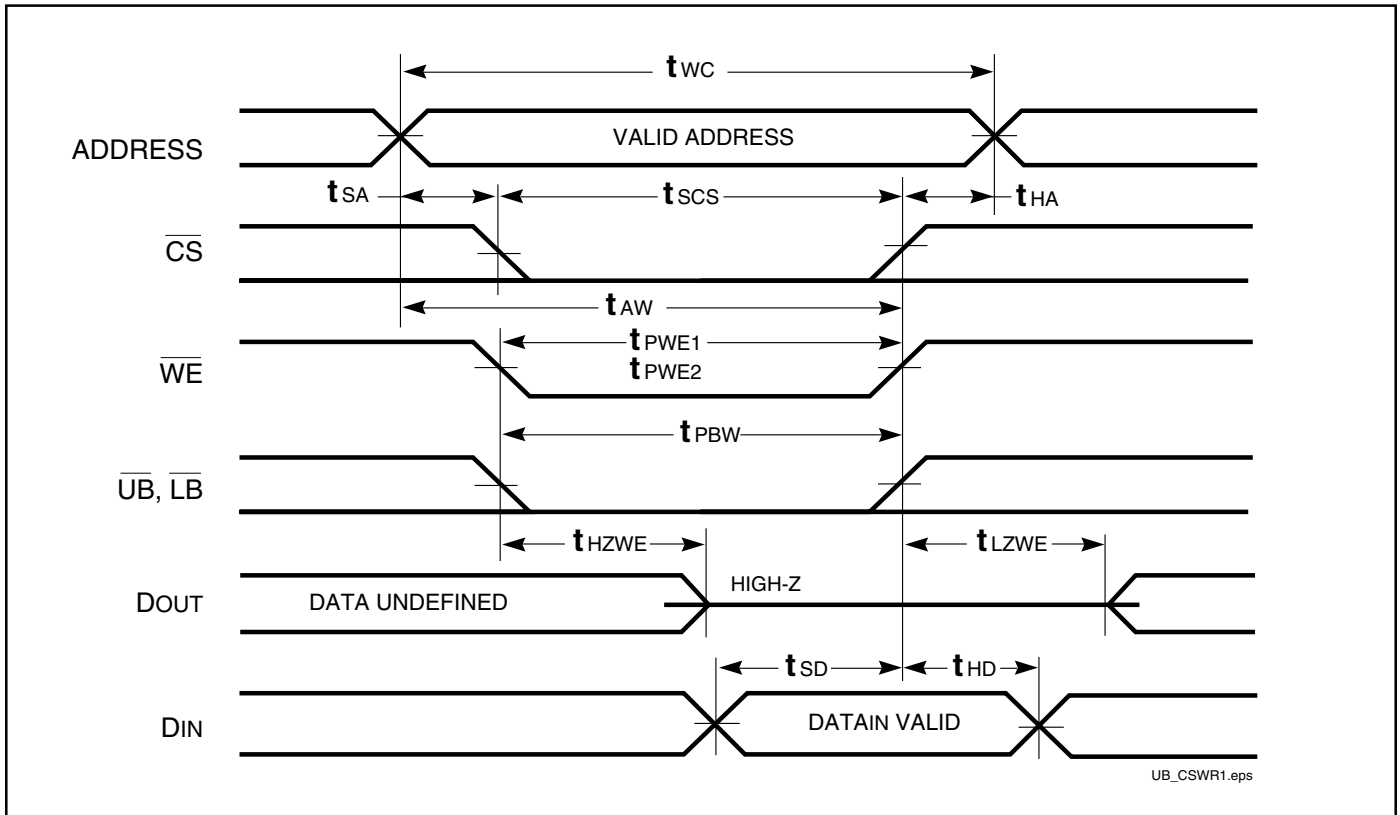 tWC
ADDRESS
VALID ADDRESS
tSA
tSCS
tHA
CS
tAW
WE
tPWE1
tPWE2
tPBW
UB, LB
tHZWE
tLZWE
DOUT
DATA UNDEFINED
HIGH-Z
tSD
tHD
DIN
DATAIN VALID
UB_CSWR1.eps